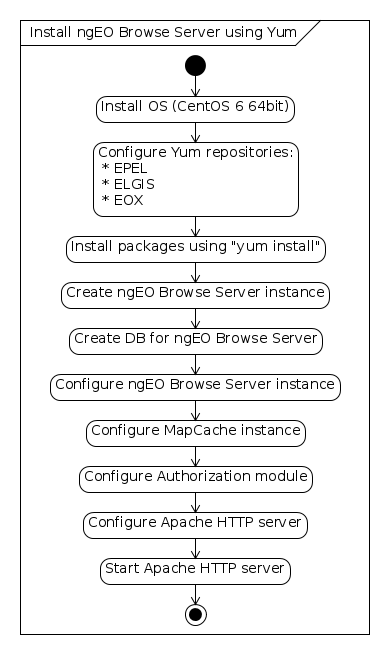 Install ngEO Browse Server using Yum
Install OS (CentOS 6 64bit)
Configure Yum repositories:
* EPEL
* ELGIS
* EOX
Install packages using "yum install"
Create ngEO Browse Server instance
Create DB for ngEO Browse Server
Configure ngEO Browse Server instance
Configure MapCache instance
Configure Authorization module
Configure Apache HTTP server
Start Apache HTTP server